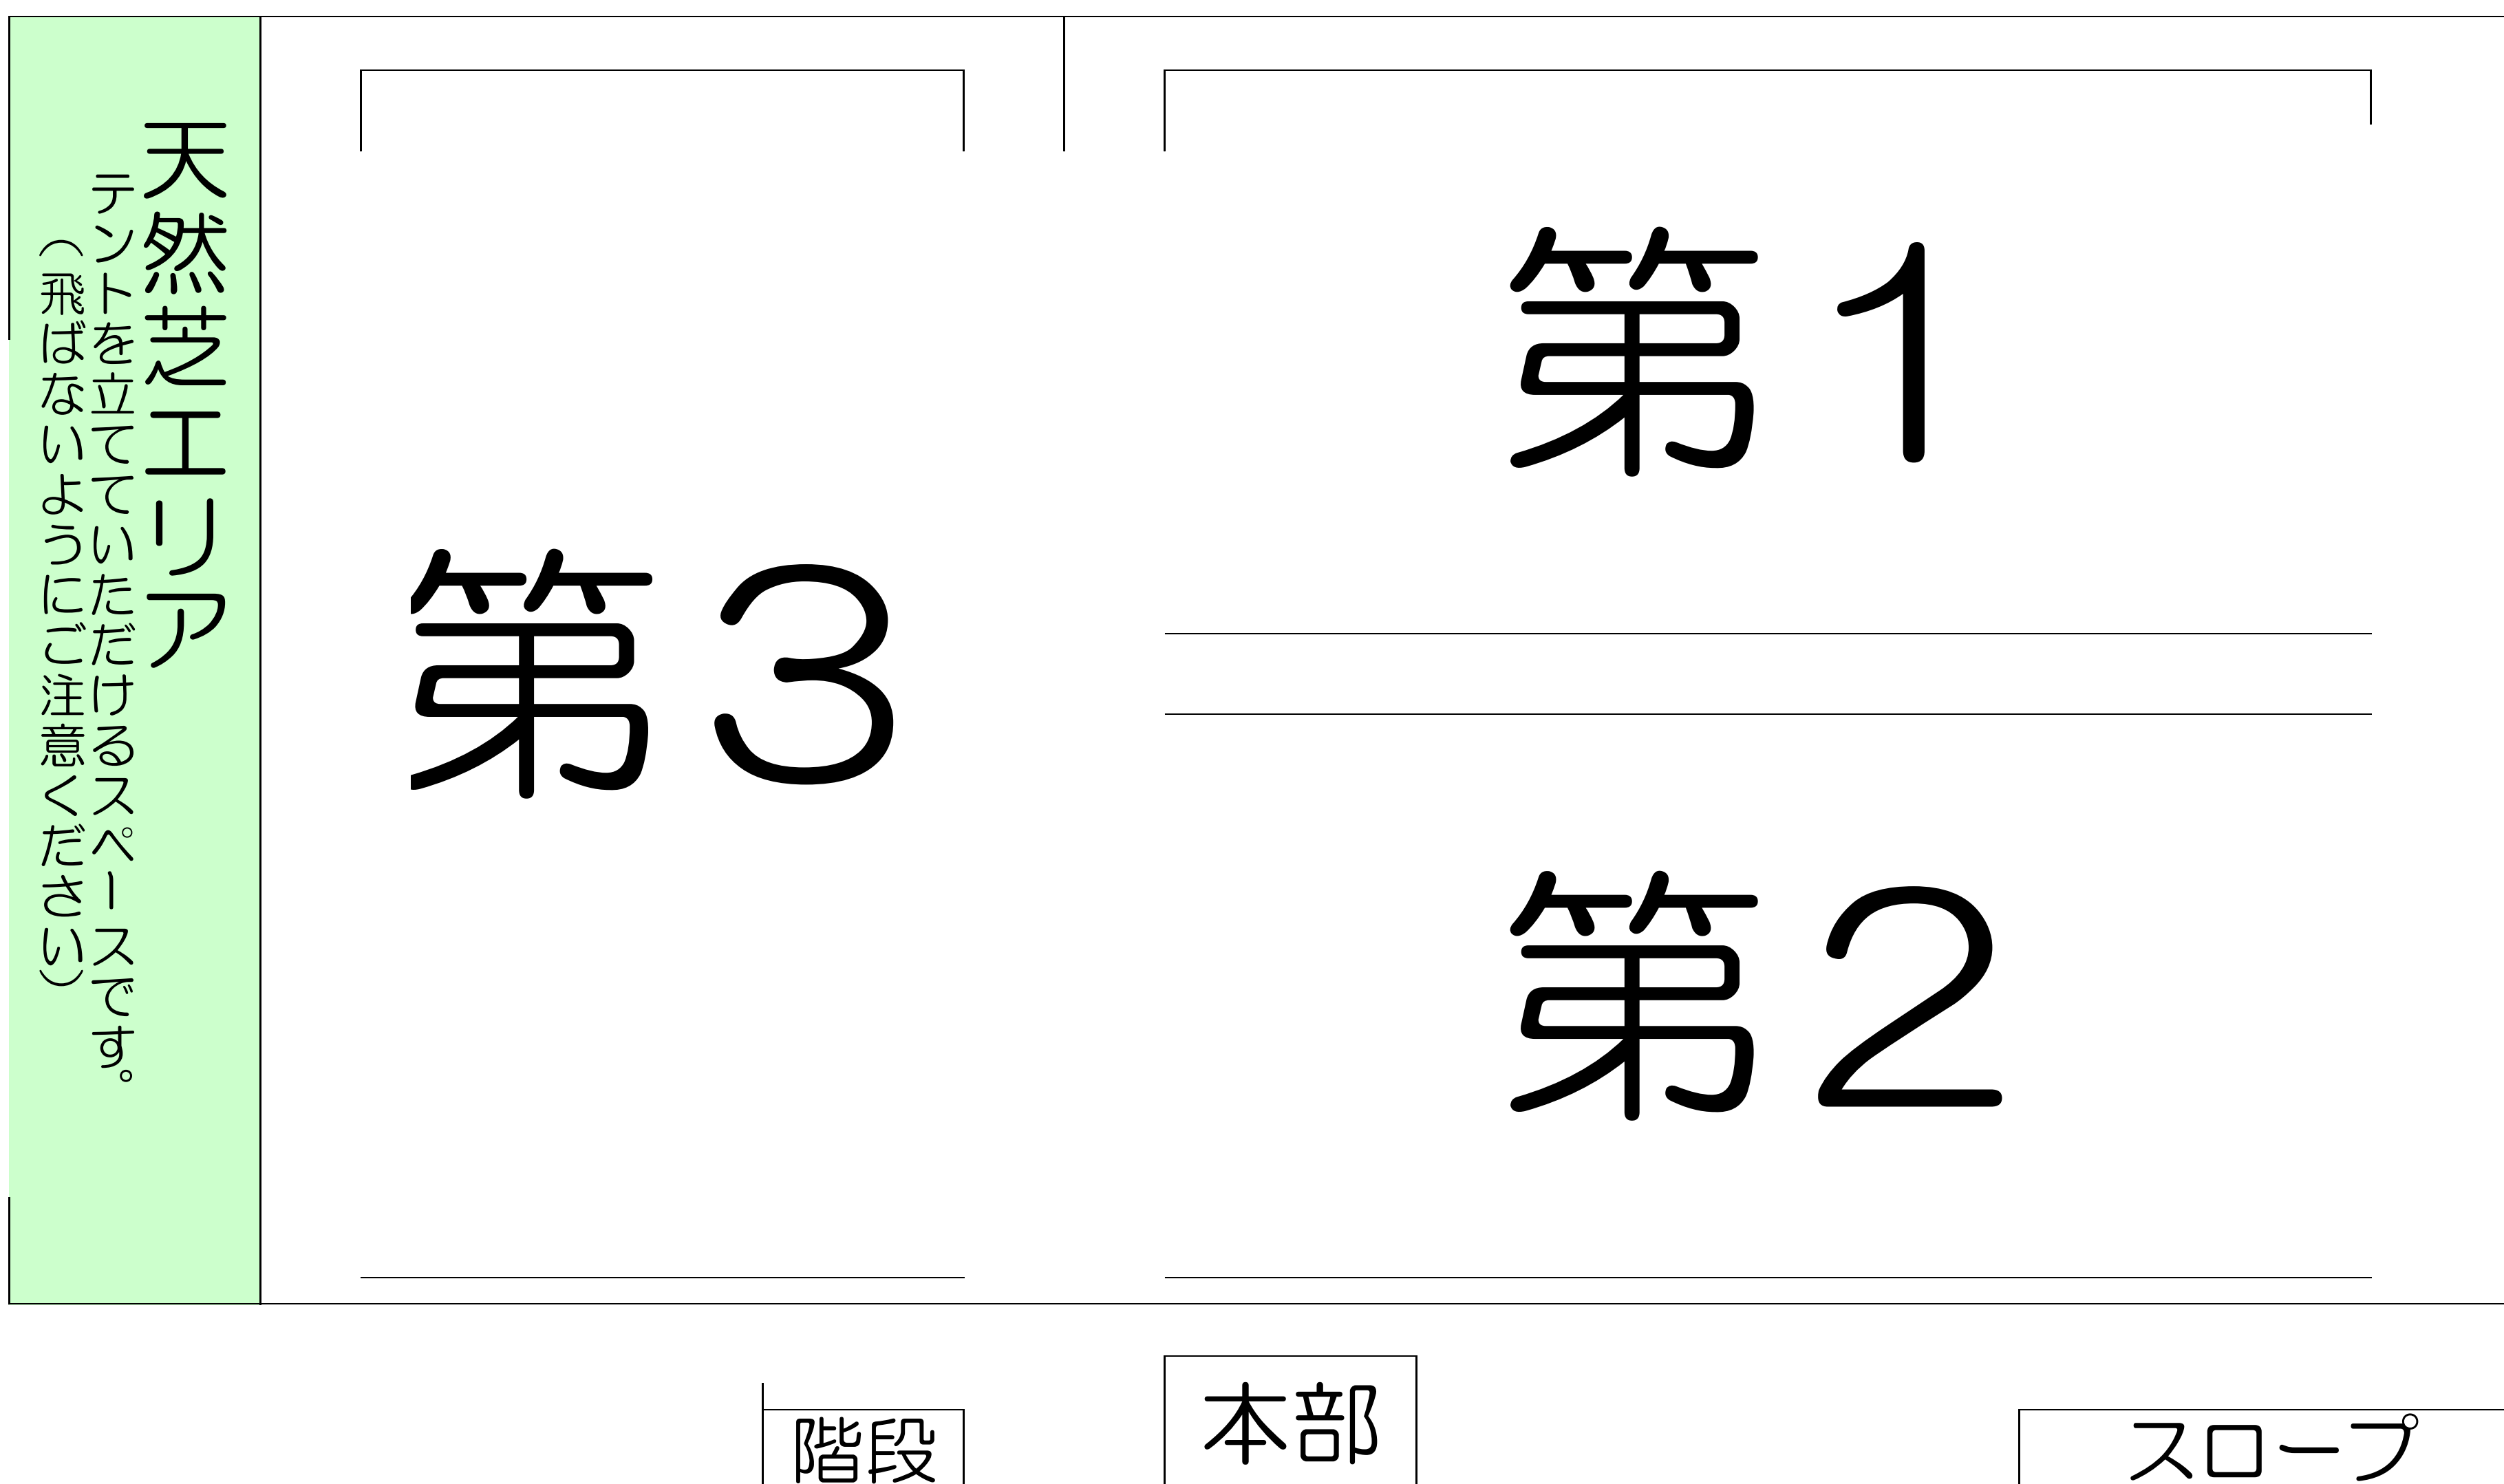 天然芝エリア
テントを立てていただけるスペースです。
（飛ばないようにご注意ください）
第3
第1
第2
階段
本部
スロープ